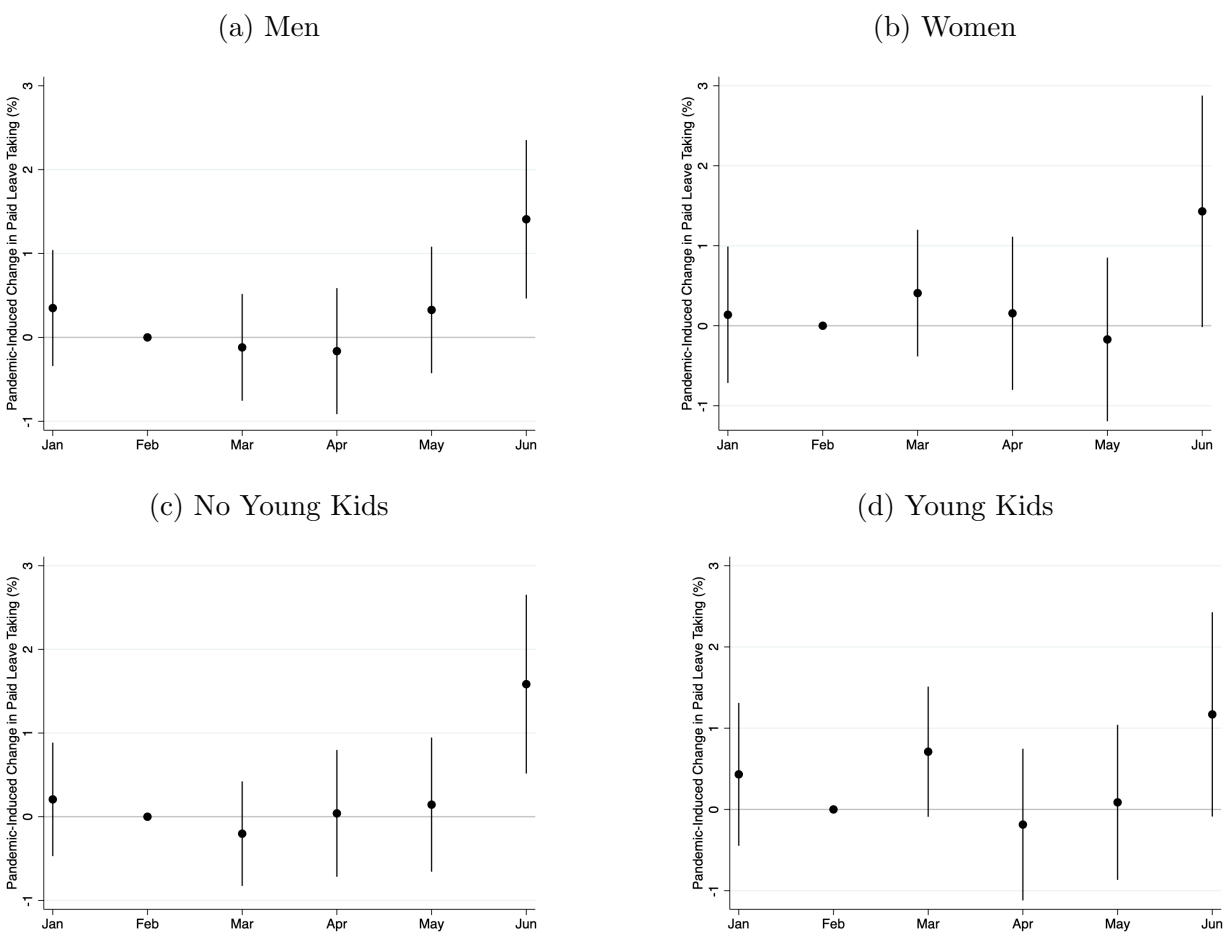 (a) Men
Pandemic-Induced Change in Paid Leave Taking (%)
3
2
1
0
-1
Jan Feb Mar Apr May Jun
(b) Women
Pandemic-Induced Change in Paid Leave Taking (%)
3
2
1
0
-1
Jan Feb Mar Apr May Jun
(c) No Young Kids
Pandemic-Induced Change in Paid Leave Taking (%)
3
2
1
0
-1
Jan Feb Mar Apr May Jun
(d) Young Kids
Pandemic-Induced Change in Paid Leave Taking (%)
3
2
1
0
-1
Jan Feb Mar Apr May Jun